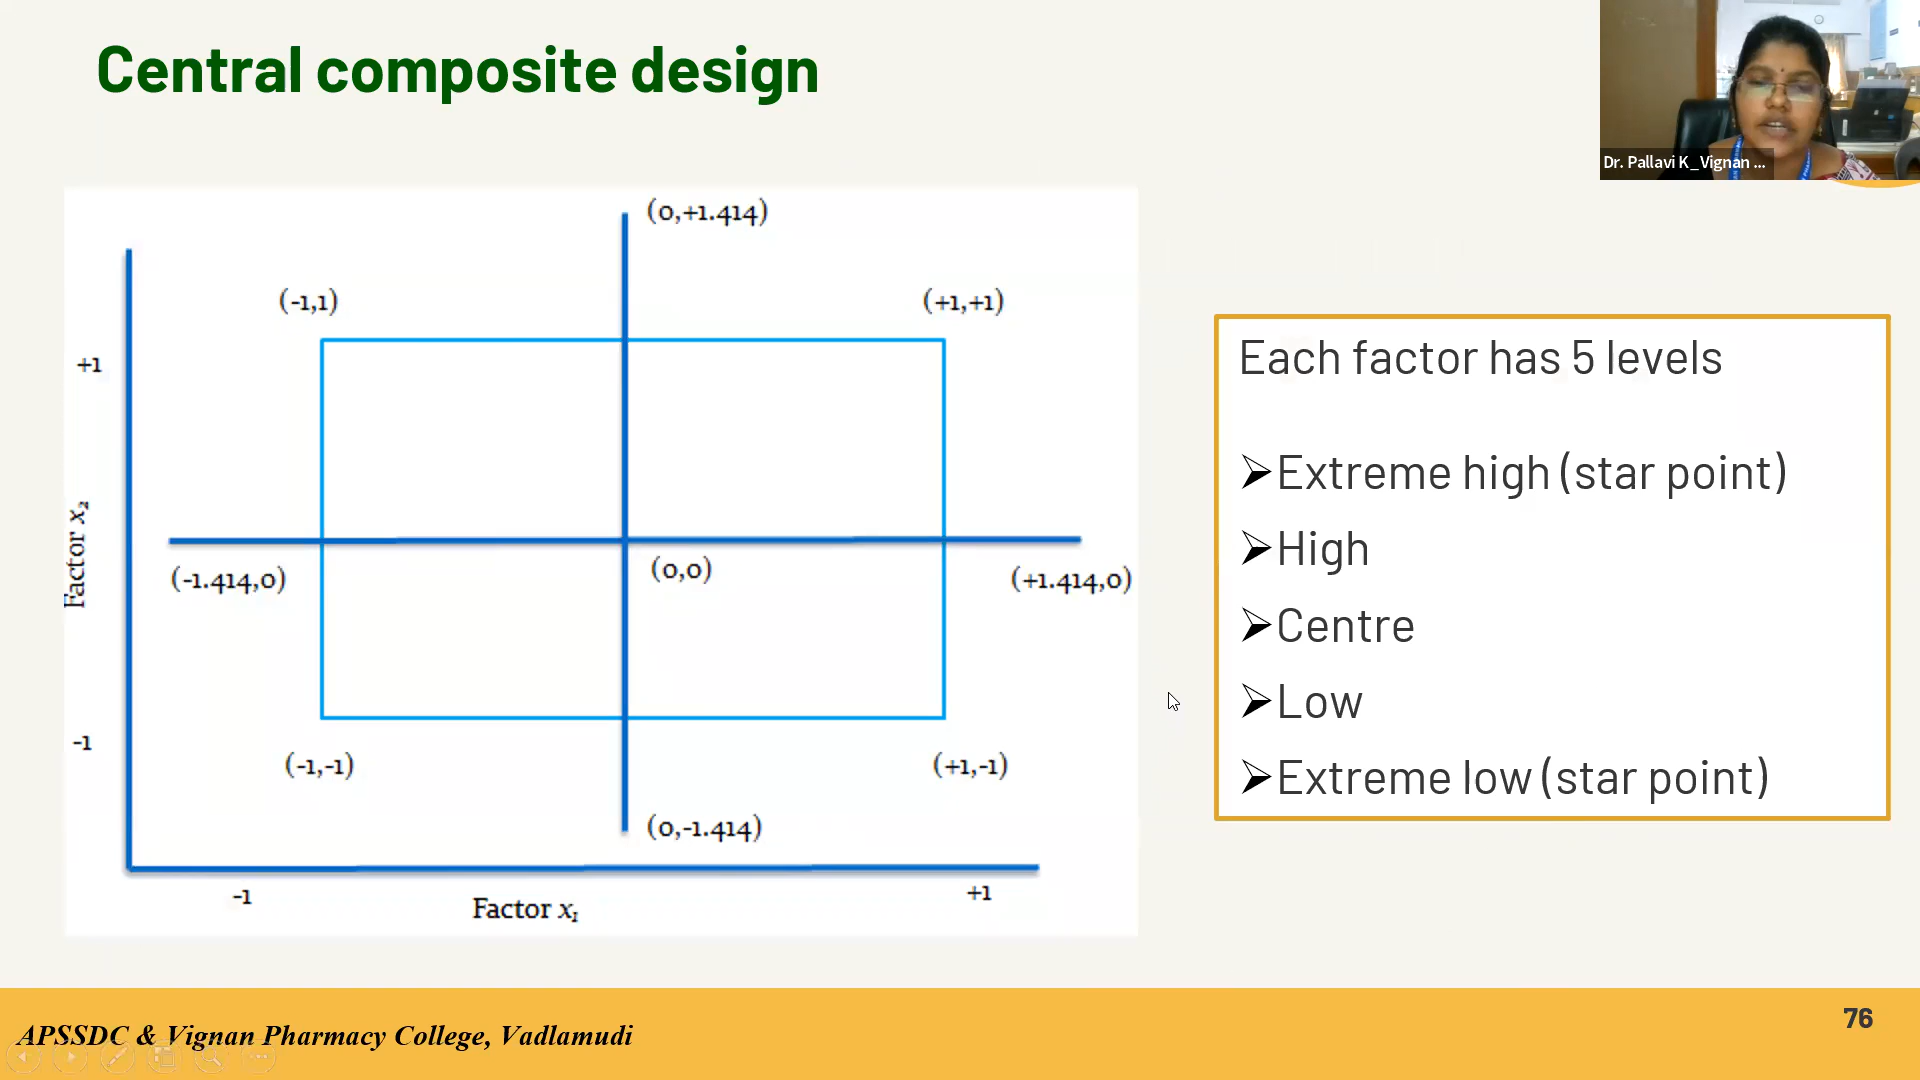 Central composite design
Dr. Pallavi K_Vignan ...
(0,+1.414)
(-1,1)
(+1,+1)
+1
Factor x₂
(-1.414,0)
(0,0)
(+1.414,0)
-1
(-1,-1)
(+1,-1)
(0,-1.414)
-1
+1
Factor x₁
Each factor has 5 levels
➢Extreme high (star point)
➢High
➢Centre
➢Low
➢Extreme low (star point)
APSSDC & Vignan Pharmacy College, Vadlamudi
76